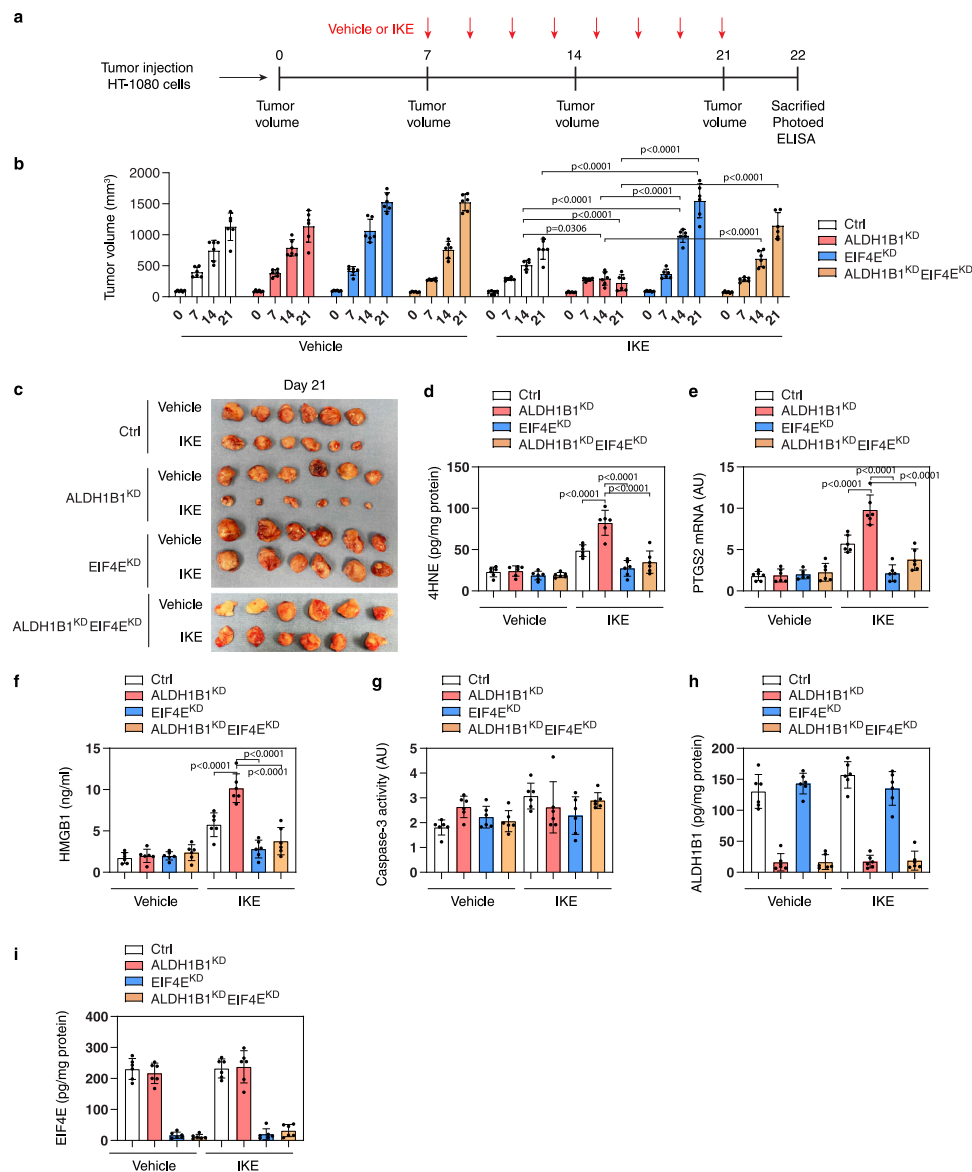 a
Vehicle or IKE
0 7 14 21 22
Tumor injection
HT-1080 cells
Tumor
volume
Tumor
volume
Tumor
volume
Tumor
volume
Sacrified
Photoed
ELISA
b
Tumor volume (mm³)
2000
1500
1000
500
0
p<0.0001
p<0.0001
p<0.0001
p<0.0001
p<0.0001
p<0.0001
p=0.0306
p<0.0001
0 7 14 21 0 7 14 21 0 7 14 21 0 7 14 21 0 7 14 21 0 7 14 21 0 7 14 21 0 7 14 21
Vehicle IKE
Ctrl
ALDH1B1ᴷᴰ
EIF4Eᴷᴰ
ALDH1B1ᴷᴰEIF4Eᴷᴰ
c
Day 21
Ctrl
Vehicle
IKE
ALDH1B1ᴷᴰ
Vehicle
IKE
EIF4Eᴷᴰ
Vehicle
IKE
ALDH1B1ᴷᴰEIF4Eᴷᴰ
Vehicle
IKE
d
Ctrl
ALDH1B1ᴷᴰ
EIF4Eᴷᴰ
ALDH1B1ᴷᴰEIF4Eᴷᴰ
4HNE (pg/mg protein)
150
100
50
0
p<0.0001
p<0.0001
p<0.0001
Vehicle IKE
e
Ctrl
ALDH1B1ᴷᴰ
EIF4Eᴷᴰ
ALDH1B1ᴷᴰEIF4Eᴷᴰ
PTGS2 mRNA (AU)
15
10
5
0
p<0.0001
p<0.0001
p<0.0001
Vehicle IKE
f
Ctrl
ALDH1B1ᴷᴰ
EIF4Eᴷᴰ
ALDH1B1ᴷᴰEIF4Eᴷᴰ
HMGB1 (ng/ml)
15
10
5
0
p<0.0001
p<0.0001
p<0.0001
Vehicle IKE
g
Ctrl
ALDH1B1ᴷᴰ
EIF4Eᴷᴰ
ALDH1B1ᴷᴰEIF4Eᴷᴰ
Caspase-3 activity (AU)
5
4
3
2
1
0
Vehicle IKE
h
Ctrl
ALDH1B1ᴷᴰ
EIF4Eᴷᴰ
ALDH1B1ᴷᴰEIF4Eᴷᴰ
ALDH1B1 (pg/mg protein)
200
150
100
50
0
Vehicle IKE
i
Ctrl
ALDH1B1ᴷᴰ
EIF4Eᴷᴰ
ALDH1B1ᴷᴰEIF4Eᴷᴰ
EIF4E (pg/mg protein)
400
300
200
100
0
Vehicle IKE